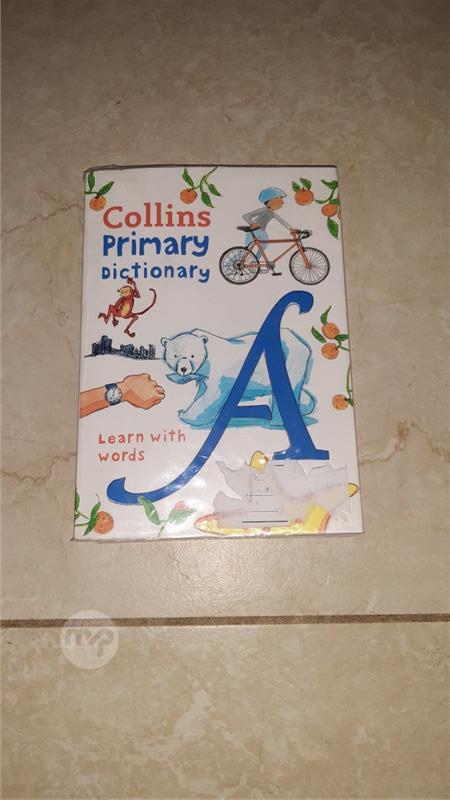 Collins
Primary
Dictionary
A
Learn with
words